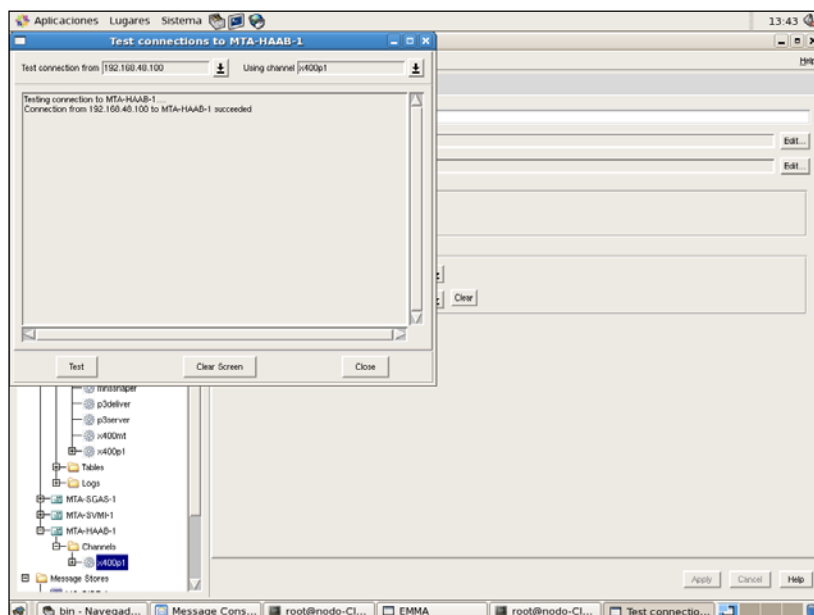 Aplicaciones Lugares Sistema
13:43
Test connections to MTA-HAAB-1
Help
Test connection from 192.168.48.100
Using channel x400p1
Testing connection to MTA-HAAB-1....
Connection from 192.168.48.100 to MTA-HAAB-1 succeeded
Edit...
Edit...
Clear
Test
Clear Screen
Close
p3deliver
p3server
x400mt
x400p1
Tables
Logs
MTA-SGAS-1
MTA-SVMI-1
MTA-HAAB-1
Channels
x400p1
Message Stores
Apply
Cancel
Help
bin - Navegad...
Message Cons...
root@nodo-Cl...
EMMA
root@nodo-Cl...
Test connectio...